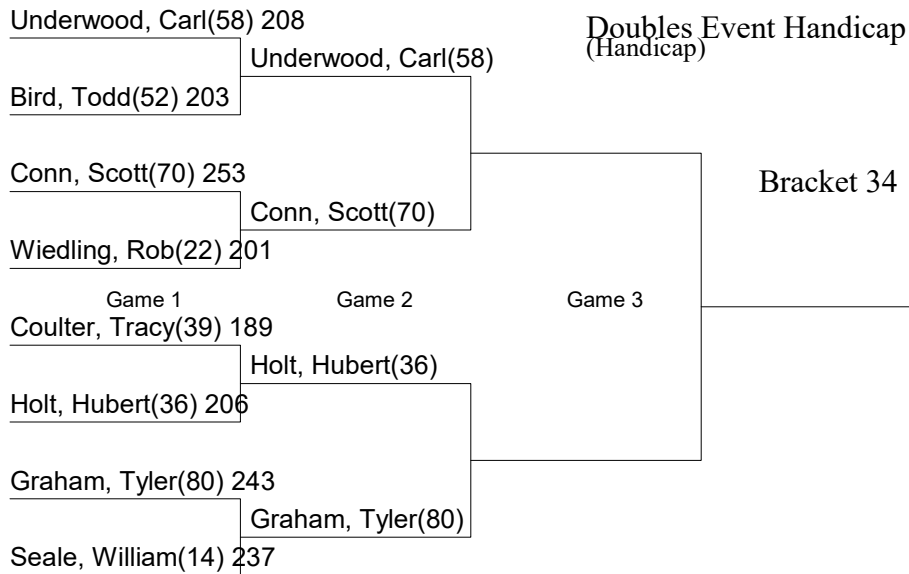 Underwood, Carl(58) 208
Doubles Event Handicap
(Handicap)
Underwood, Carl(58)
Bird, Todd(52) 203
Conn, Scott(70) 253
Bracket 34
Conn, Scott(70)
Wiedling, Rob(22) 201
Game 1
Game 2
Game 3
Coulter, Tracy(39) 189
Holt, Hubert(36)
Holt, Hubert(36) 206
Graham, Tyler(80) 243
Graham, Tyler(80)
Seale, William(14) 237